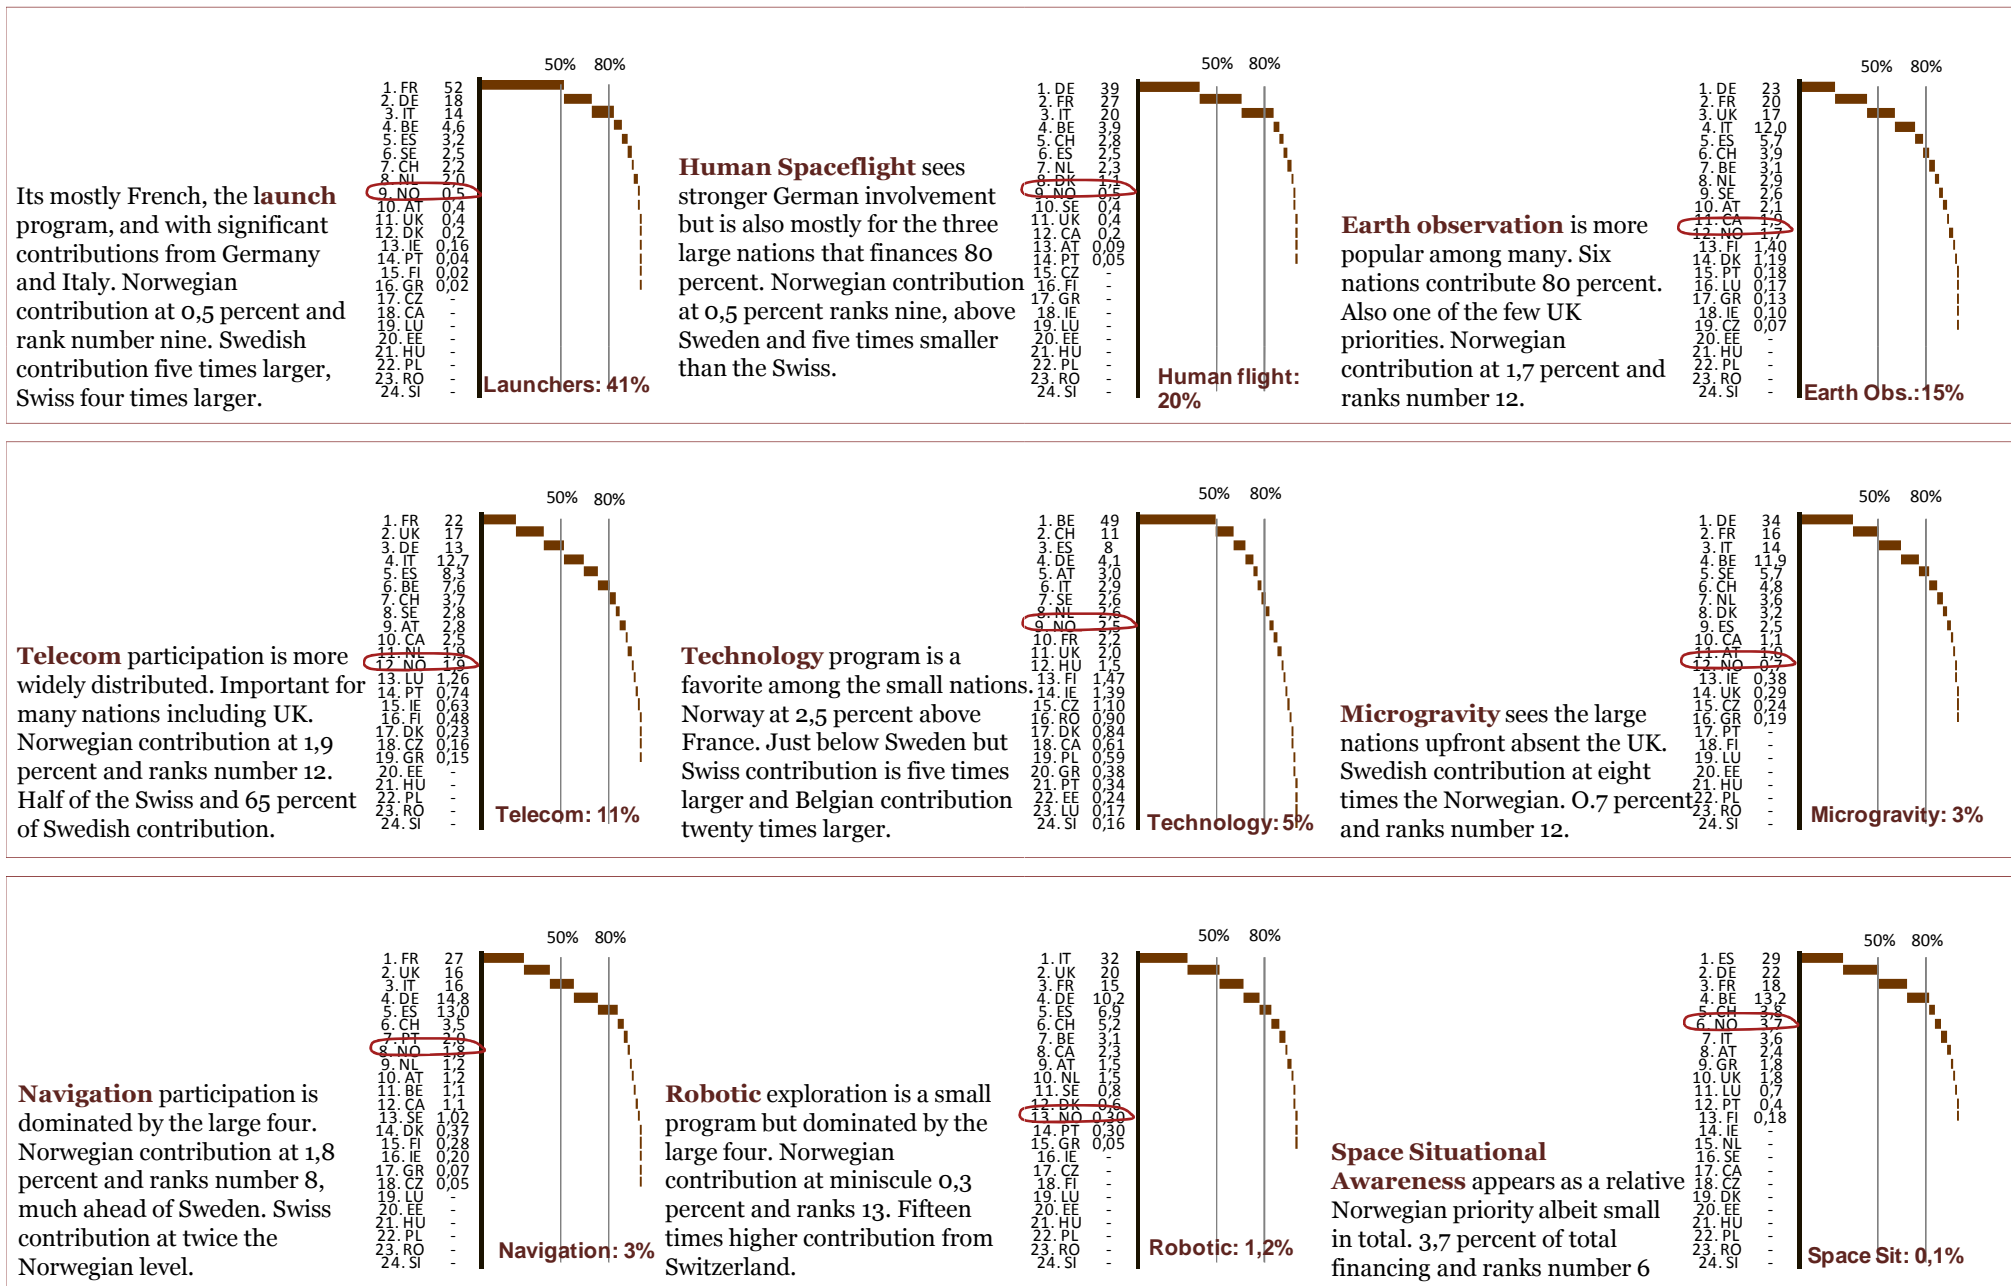 Its mostly French, the launch
program, and with significant
contributions from Germany
and Italy. Norwegian
contribution at 0,5 percent and
rank number nine. Swedish
contribution five times larger,
Swiss four times larger.
50% 80%
1. FR 52
2. DE 18
3. IT 14
4. BE 4,6
5. ES 3,2
6. SE 2,5
7. CH 2,2
8. NL 2,0
9. NO 0,5
10. AT 0,4
11. UK 0,4
12. DK 0,2
13. IE 0,16
14. PT 0,04
15. FI 0,02
16. GR 0,02
17. CZ -
18. CA -
19. LU -
20. EE -
21. HU -
22. PL -
23. RO -
24. SI -
Launchers: 41%
Human Spaceflight sees
stronger German involvement
but is also mostly for the three
large nations that finances 80
percent. Norwegian contribution
at 0,5 percent ranks nine, above
Sweden and five times smaller
than the Swiss.
50% 80%
1. DE 39
2. FR 27
3. IT 20
4. BE 3,9
5. CH 2,8
6. ES 2,5
7. NL 2,3
8. DK 1,1
9. NO 0,5
10. SE 0,4
11. UK 0,4
12. CA 0,2
13. AT 0,09
14. PT 0,05
15. CZ -
16. FI -
17. GR -
18. IE -
19. LU -
20. EE -
21. HU -
22. PL -
23. RO -
24. SI -
Human flight:
20%
Earth observation is more
popular among many. Six
nations contribute 80 percent.
Also one of the few UK
priorities. Norwegian
contribution at 1,7 percent and
ranks number 12.
50% 80%
1. DE 23
2. FR 20
3. UK 17
4. IT 12,0
5. ES 5,7
6. CH 3,9
7. BE 3,1
8. NL 2,9
9. SE 2,6
10. AT 2,1
11. CA 1,9
12. NO 1,7
13. FI 1,40
14. DK 1,19
15. PT 0,18
16. LU 0,17
17. GR 0,13
18. IE 0,10
19. CZ 0,07
20. EE -
21. HU -
22. PL -
23. RO -
24. SI -
Earth Obs.:15%
Telecom participation is more
widely distributed. Important for
many nations including UK.
Norwegian contribution at 1,9
percent and ranks number 12.
Half of the Swiss and 65 percent
of Swedish contribution.
50% 80%
1. FR 22
2. UK 17
3. DE 13
4. IT 12,7
5. ES 8,3
6. BE 7,6
7. CH 3,7
8. SE 2,8
9. AT 2,8
10. CA 2,5
11. NL 1,9
12. NO 1,9
13. LU 1,26
14. PT 0,74
15. IE 0,63
16. FI 0,48
17. DK 0,23
18. CZ 0,16
19. GR 0,15
20. EE -
21. HU -
22. PL -
23. RO -
24. SI -
Telecom: 11%
Technology program is a
favorite among the small nations.
Norway at 2,5 percent above
France. Just below Sweden but
Swiss contribution is five times
larger and Belgian contribution
twenty times larger.
50% 80%
1. BE 49
2. CH 11
3. ES 8
4. DE 4,1
5. AT 3,0
6. IT 2,9
7. SE 2,6
8. NL 2,6
9. NO 2,5
10. FR 2,2
11. UK 2,0
12. HU 1,5
13. FI 1,47
14. IE 1,39
15. CZ 1,10
16. RO 0,90
17. DK 0,84
18. CA 0,61
19. PL 0,59
20. GR 0,38
21. PT 0,34
22. EE 0,24
23. LU 0,17
24. SI 0,16
Technology: 5%
Microgravity sees the large
nations upfront absent the UK.
Swedish contribution at eight
times the Norwegian. O.7 percent
and ranks number 12.
50% 80%
1. DE 34
2. FR 16
3. IT 14
4. BE 11,9
5. SE 5,7
6. CH 4,8
7. NL 3,6
8. DK 3,2
9. ES 2,5
10. CA 1,1
11. AT 1,0
12. NO 0,7
13. IE 0,38
14. UK 0,29
15. CZ 0,24
16. GR 0,19
17. PT -
18. FI -
19. LU -
20. EE -
21. HU -
22. PL -
23. RO -
24. SI -
Microgravity: 3%
Navigation participation is
dominated by the large four.
Norwegian contribution at 1,8
percent and ranks number 8,
much ahead of Sweden. Swiss
contribution at twice the
Norwegian level.
50% 80%
1. FR 27
2. UK 16
3. IT 16
4. DE 14,8
5. ES 13,0
6. CH 3,5
7. PT 2,0
8. NO 1,8
9. NL 1,2
10. AT 1,2
11. BE 1,1
12. CA 1,1
13. SE 1,02
14. DK 0,37
15. FI 0,28
16. IE 0,20
17. GR 0,07
18. CZ 0,05
19. LU -
20. EE -
21. HU -
22. PL -
23. RO -
24. SI -
Navigation: 3%
Robotic exploration is a small
program but dominated by the
large four. Norwegian
contribution at miniscule 0,3
percent and ranks 13. Fifteen
times higher contribution from
Switzerland.
50% 80%
1. IT 32
2. UK 20
3. FR 15
4. DE 10,2
5. ES 6,9
6. CH 5,2
7. BE 3,1
8. CA 2,3
9. AT 1,5
10. NL 1,5
11. SE 0,8
12. DK 0,6
13. NO 0,30
14. PT 0,30
15. GR 0,05
16. IE -
17. CZ -
18. FI -
19. LU -
20. EE -
21. HU -
22. PL -
23. RO -
24. SI -
Robotic: 1,2%
Space Situational
Awareness appears as a relative
Norwegian priority albeit small
in total. 3,7 percent of total
financing and ranks number 6
50% 80%
1. ES 29
2. DE 22
3. FR 18
4. BE 13,2
5. CH 3,8
6. NO 3,7
7. IT 3,6
8. AT 2,4
9. GR 1,8
10. UK 1,8
11. LU 0,7
12. PT 0,4
13. FI 0,18
14. IE -
15. NL -
16. SE -
17. CA -
18. CZ -
19. DK -
20. EE -
21. HU -
22. PL -
23. RO -
24. SI -
Space Sit: 0,1%